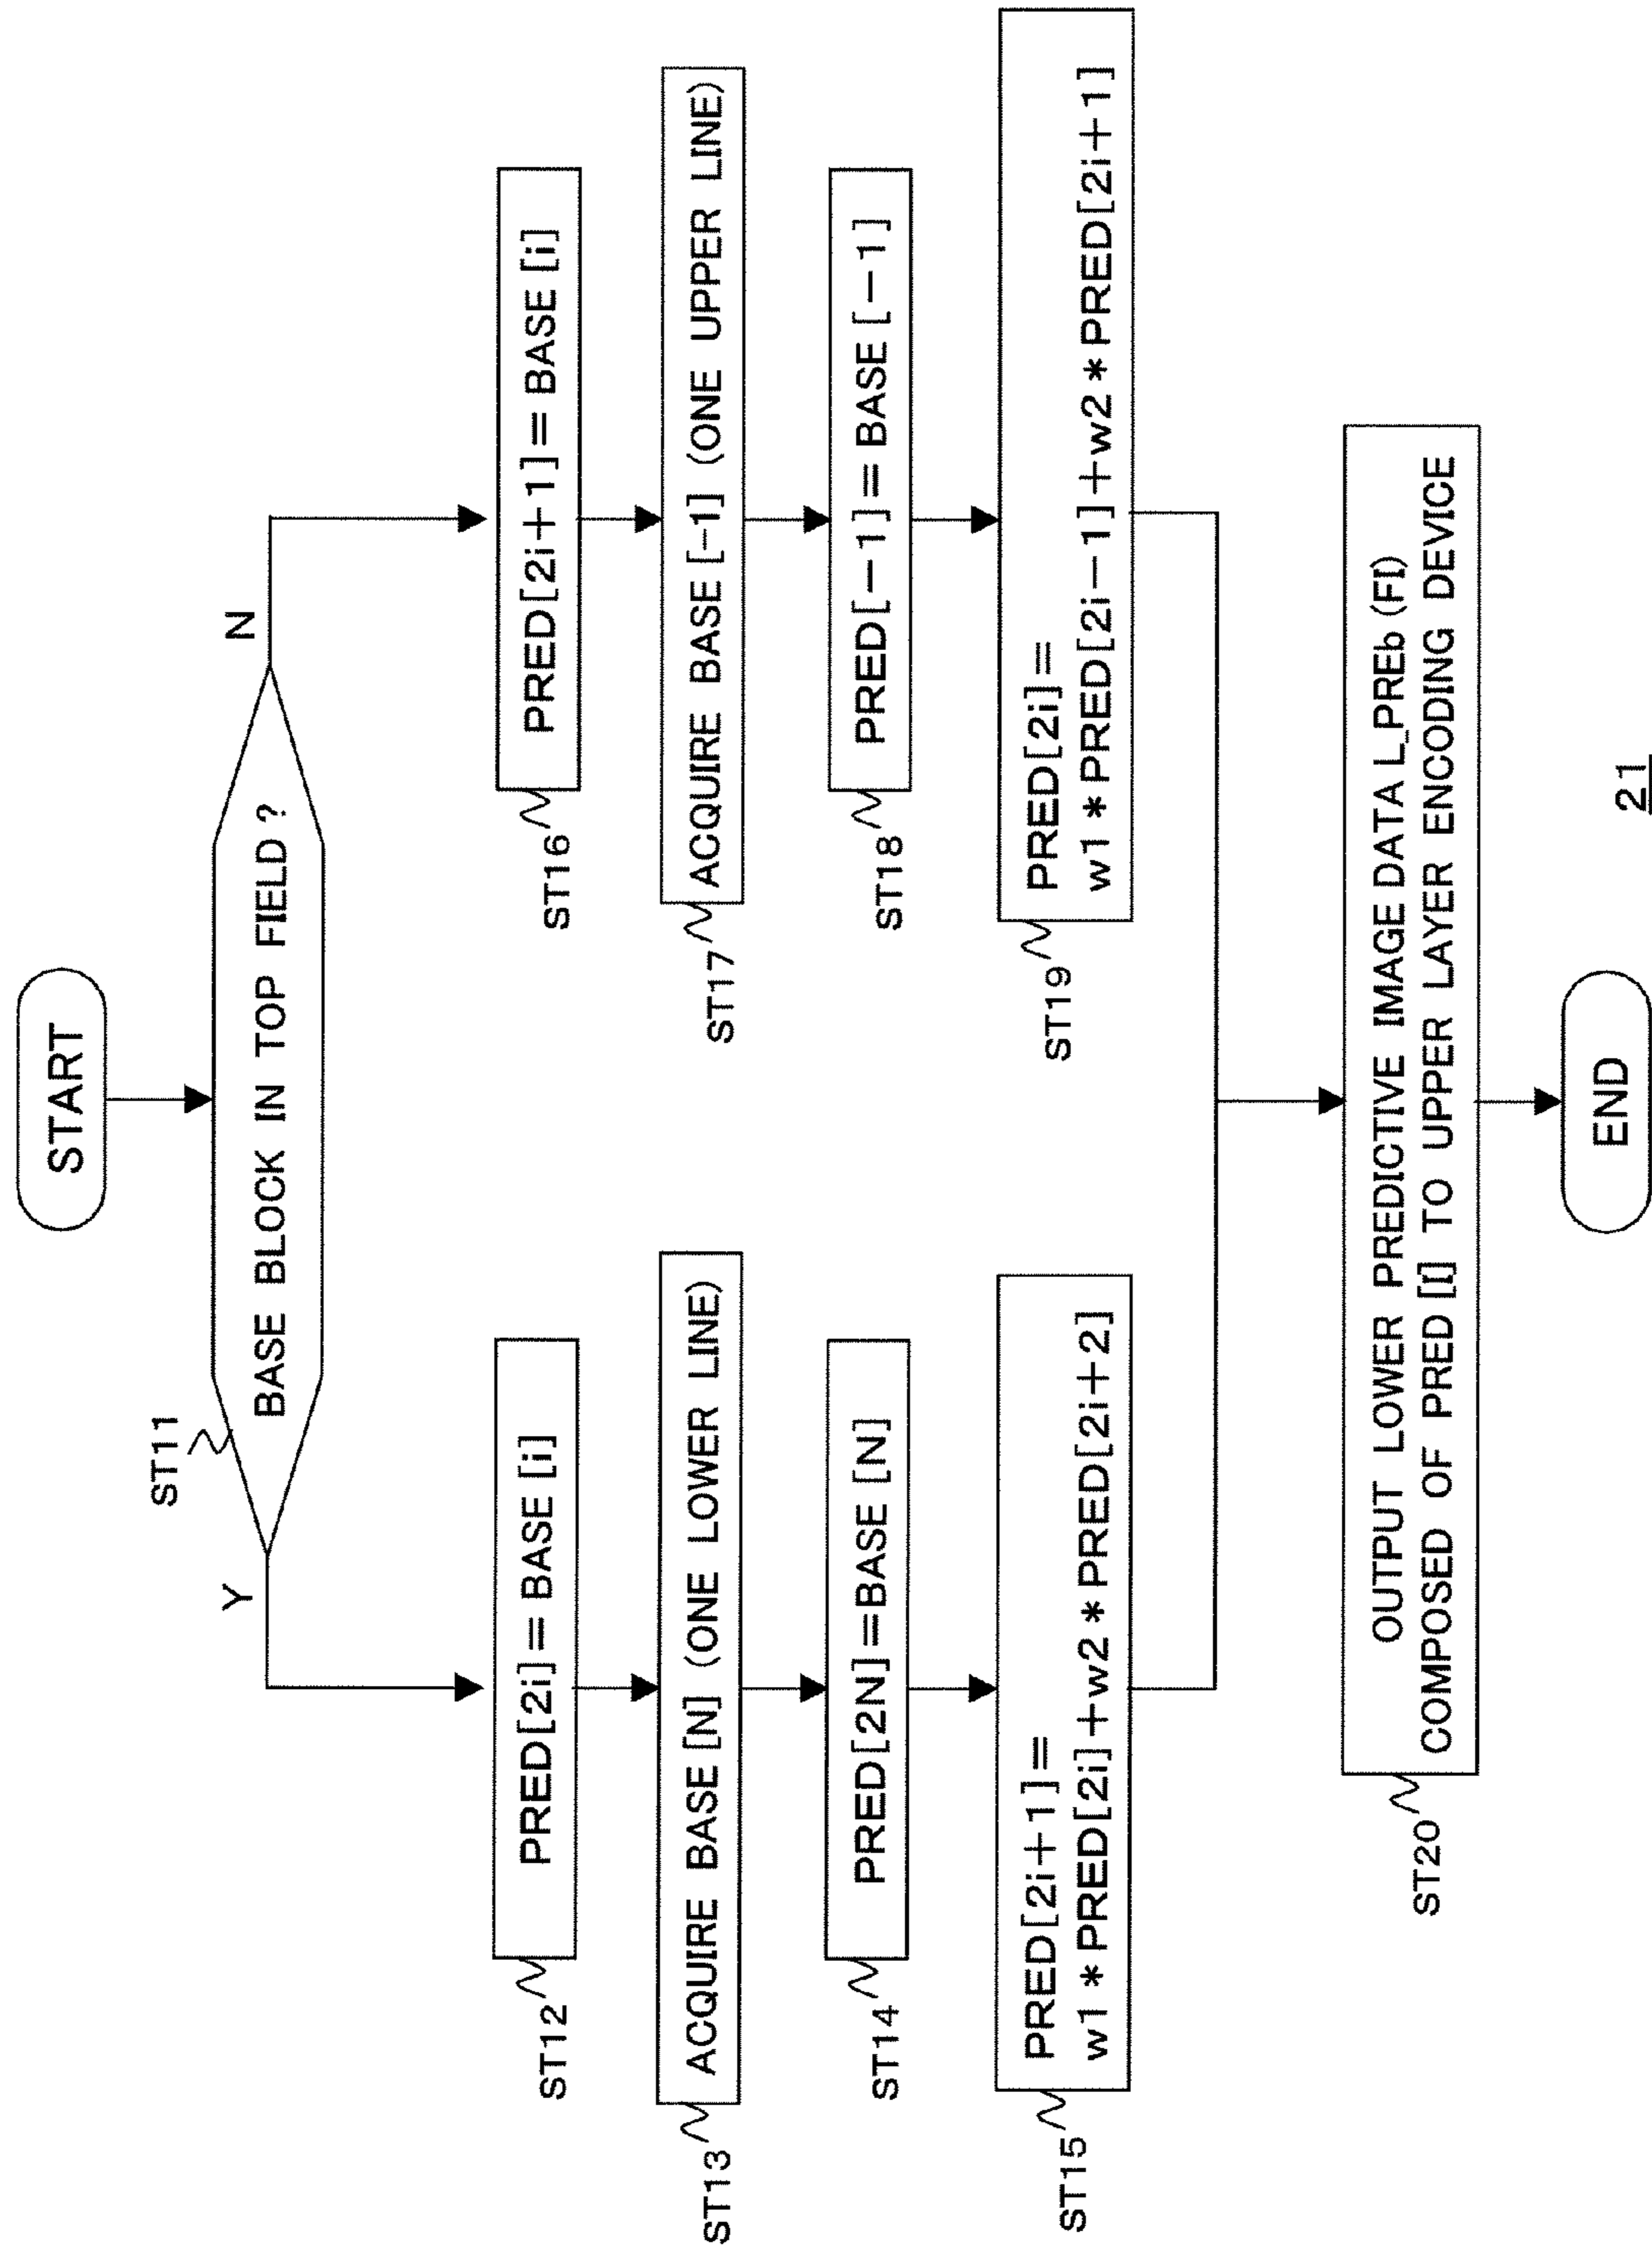 START
ST11
BASE BLOCK IN TOP FIELD ?
Y
N
ST12
PRED[2i]=BASE [i]
ST13
ACQUIRE BASE [N] (ONE LOWER LINE)
ST14
PRED[2N]=BASE [N]
ST15
PRED[2i+1]=
w1*PRED[2i]+w2*PRED[2i+2]
ST16
PRED[2i+1]=BASE [i]
ST17
ACQUIRE BASE [-1] (ONE UPPER LINE)
ST18
PRED[-1]=BASE [-1]
ST19
PRED[2i]=
w1*PRED[2i-1]+w2*PRED[2i+1]
ST20
OUTPUT LOWER PREDICTIVE IMAGE DATA L_PREb (FI)
COMPOSED OF PRED [I] TO UPPER LAYER ENCODING DEVICE
END
21